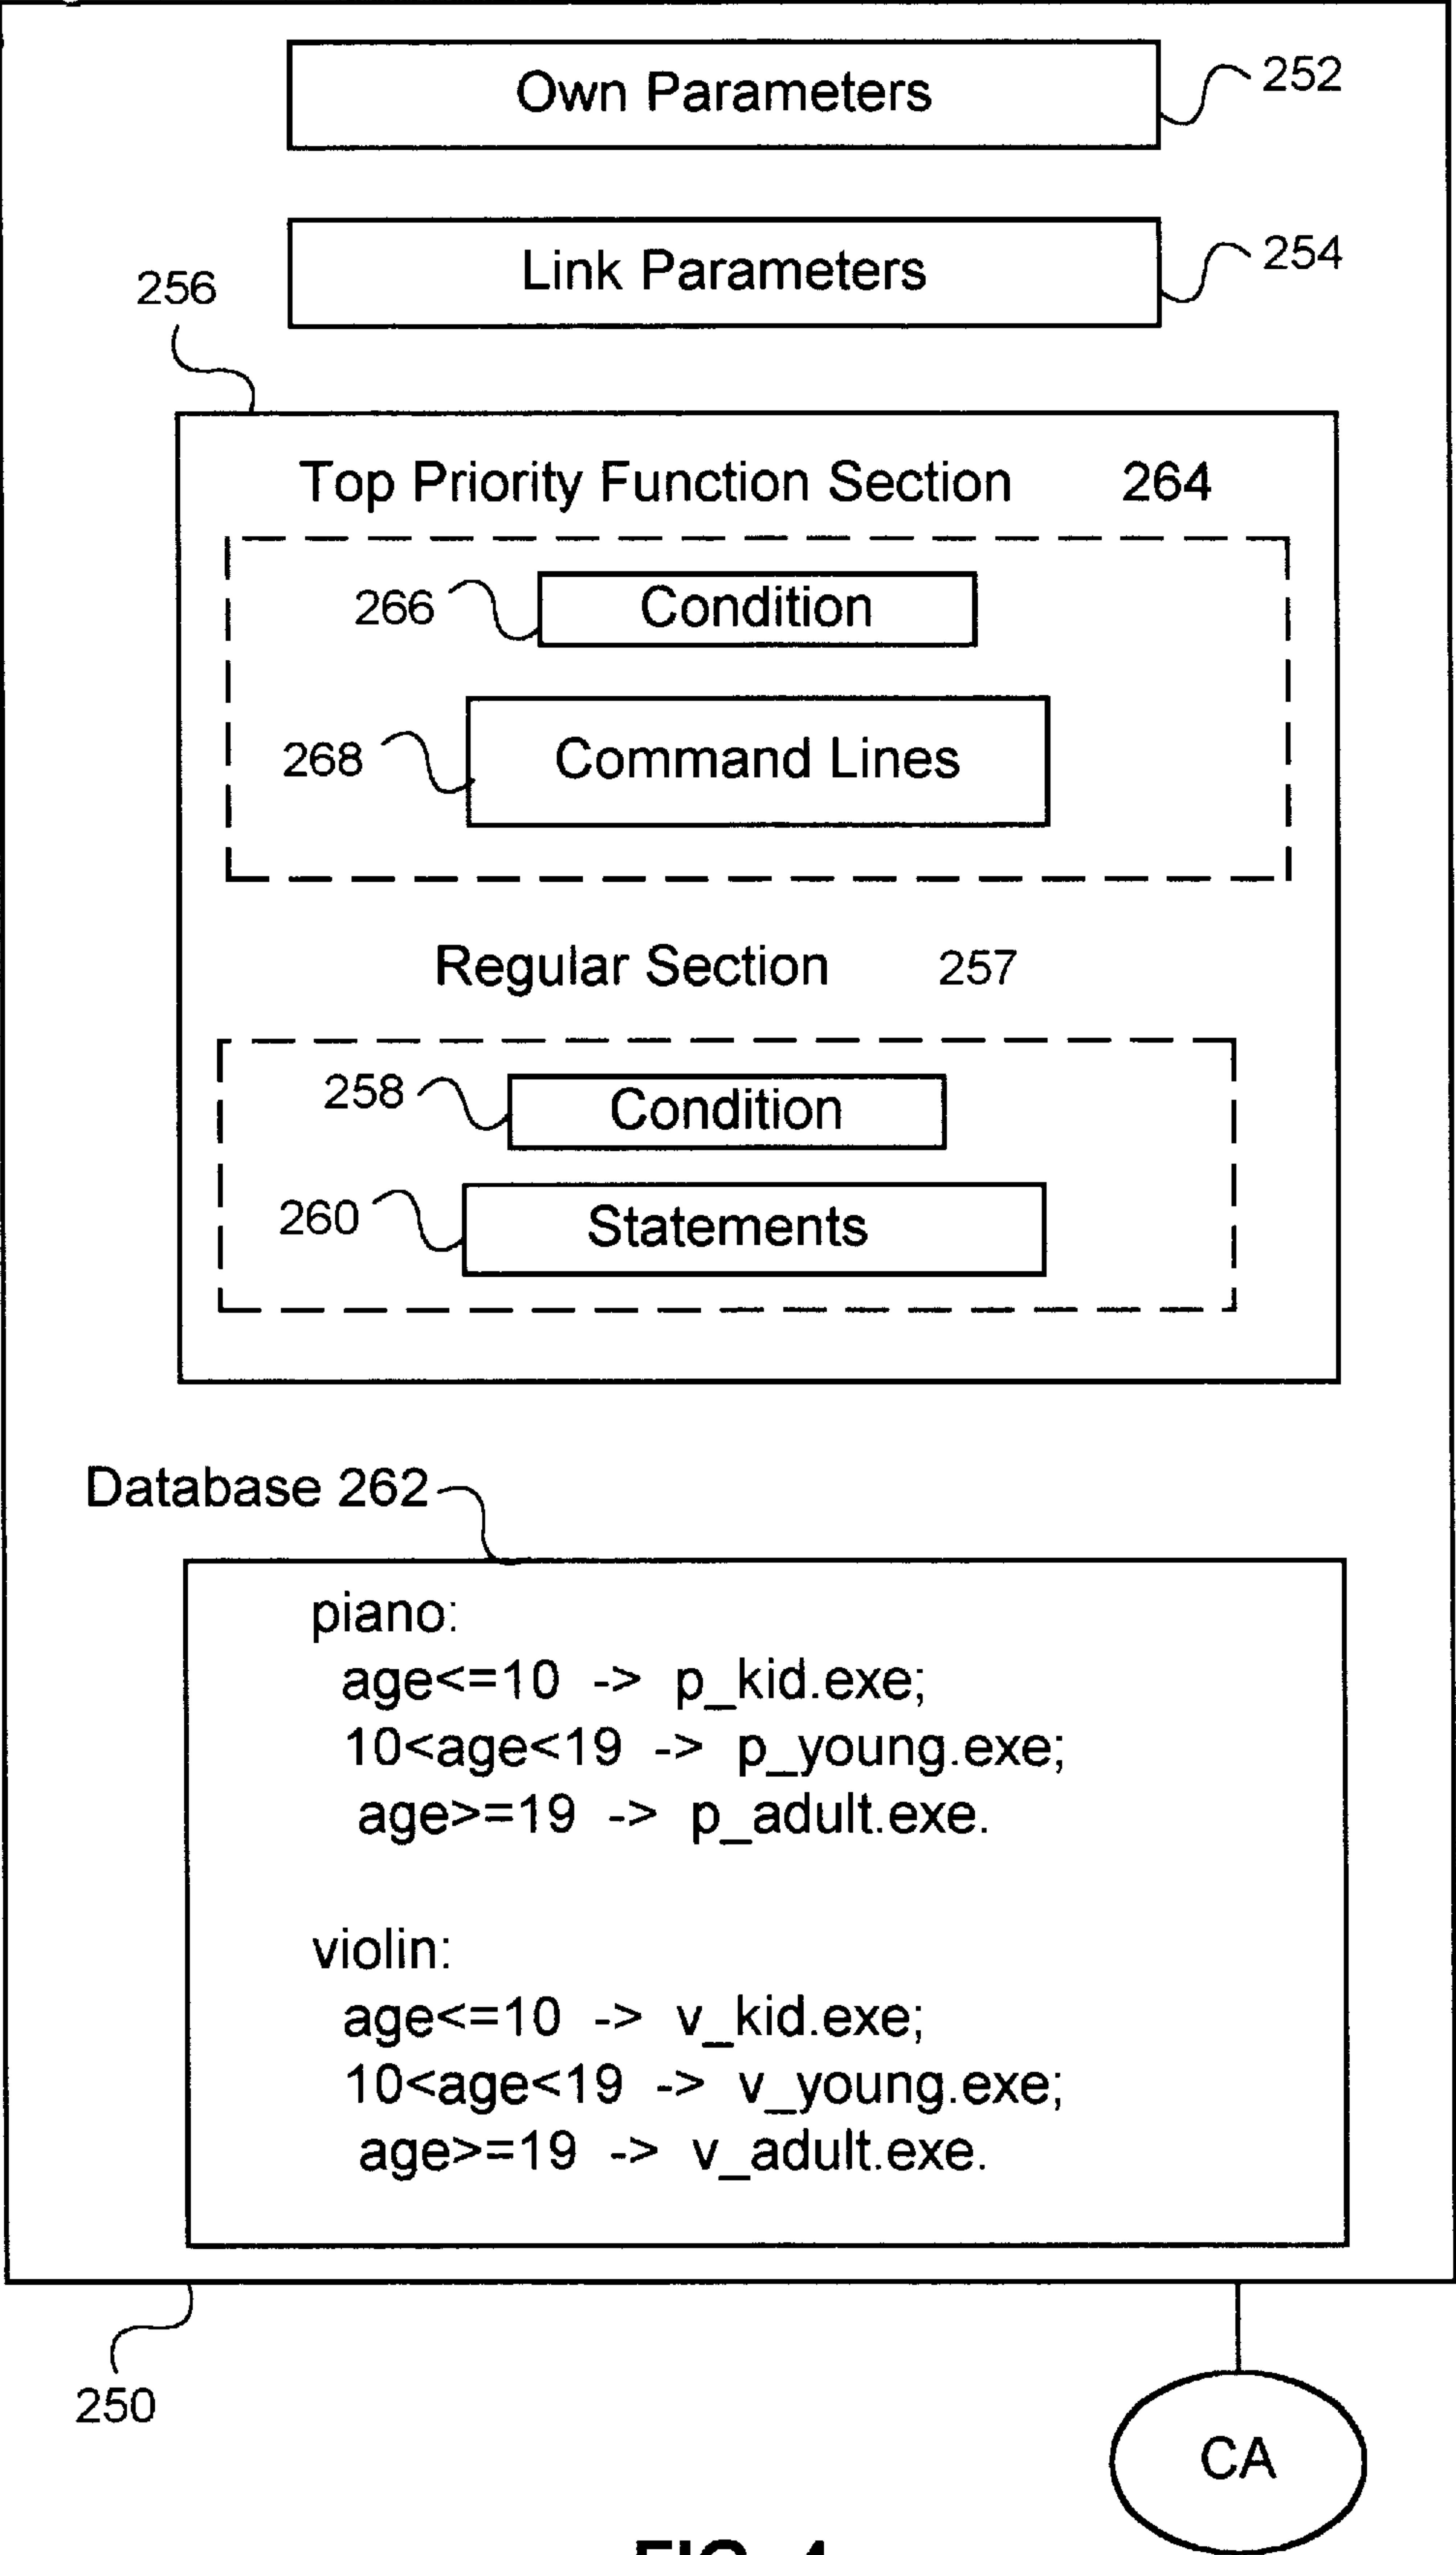 Own Parameters 252
Link Parameters 254
256
Top Priority Function Section 264
266 Condition
268 Command Lines
Regular Section 257
258 Condition
260 Statements
Database 262
piano:
age<=10 -> p_kid.exe;
10<age<19 -> p_young.exe;
age>=19 -> p_adult.exe.
violin:
age<=10 -> v_kid.exe;
10<age<19 -> v_young.exe;
age>=19 -> v_adult.exe.
250
CA